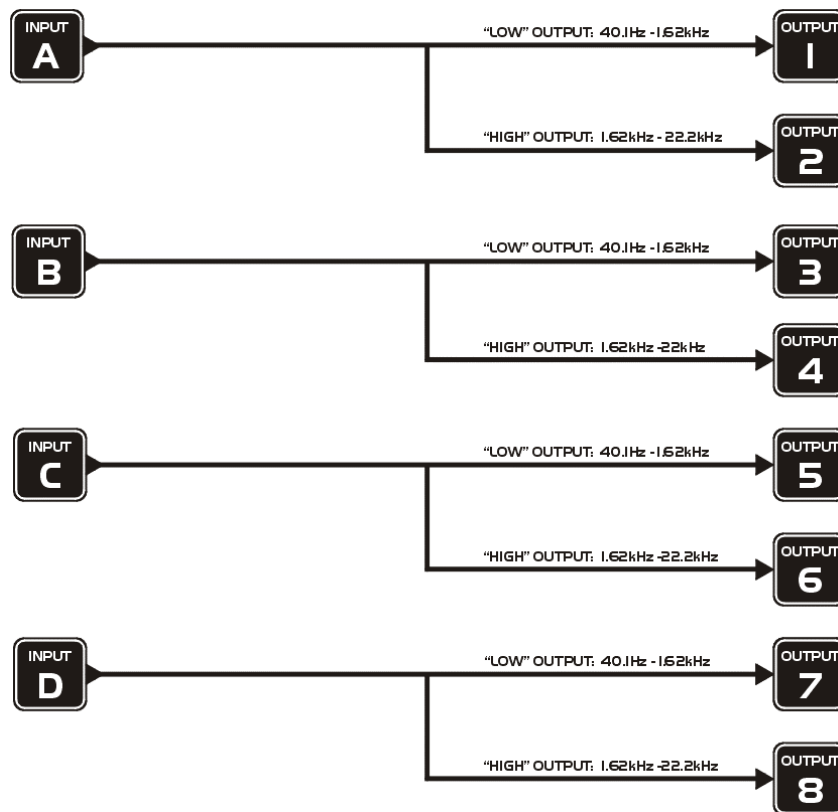 INPUT
A
“LOW” OUTPUT: 40.1Hz -1.62kHz
OUTPUT
1
“HIGH” OUTPUT: 1.62kHz - 22.2kHz
OUTPUT
2
INPUT
B
“LOW” OUTPUT: 40.1Hz -1.62kHz
OUTPUT
3
“HIGH” OUTPUT: 1.62kHz -22kHz
OUTPUT
4
INPUT
C
“LOW” OUTPUT: 40.1Hz -1.62kHz
OUTPUT
5
“HIGH” OUTPUT: 1.62kHz -22.2kHz
OUTPUT
6
INPUT
D
“LOW” OUTPUT: 40.1Hz -1.62kHz
OUTPUT
7
“HIGH” OUTPUT: 1.62kHz -22.2kHz
OUTPUT
8